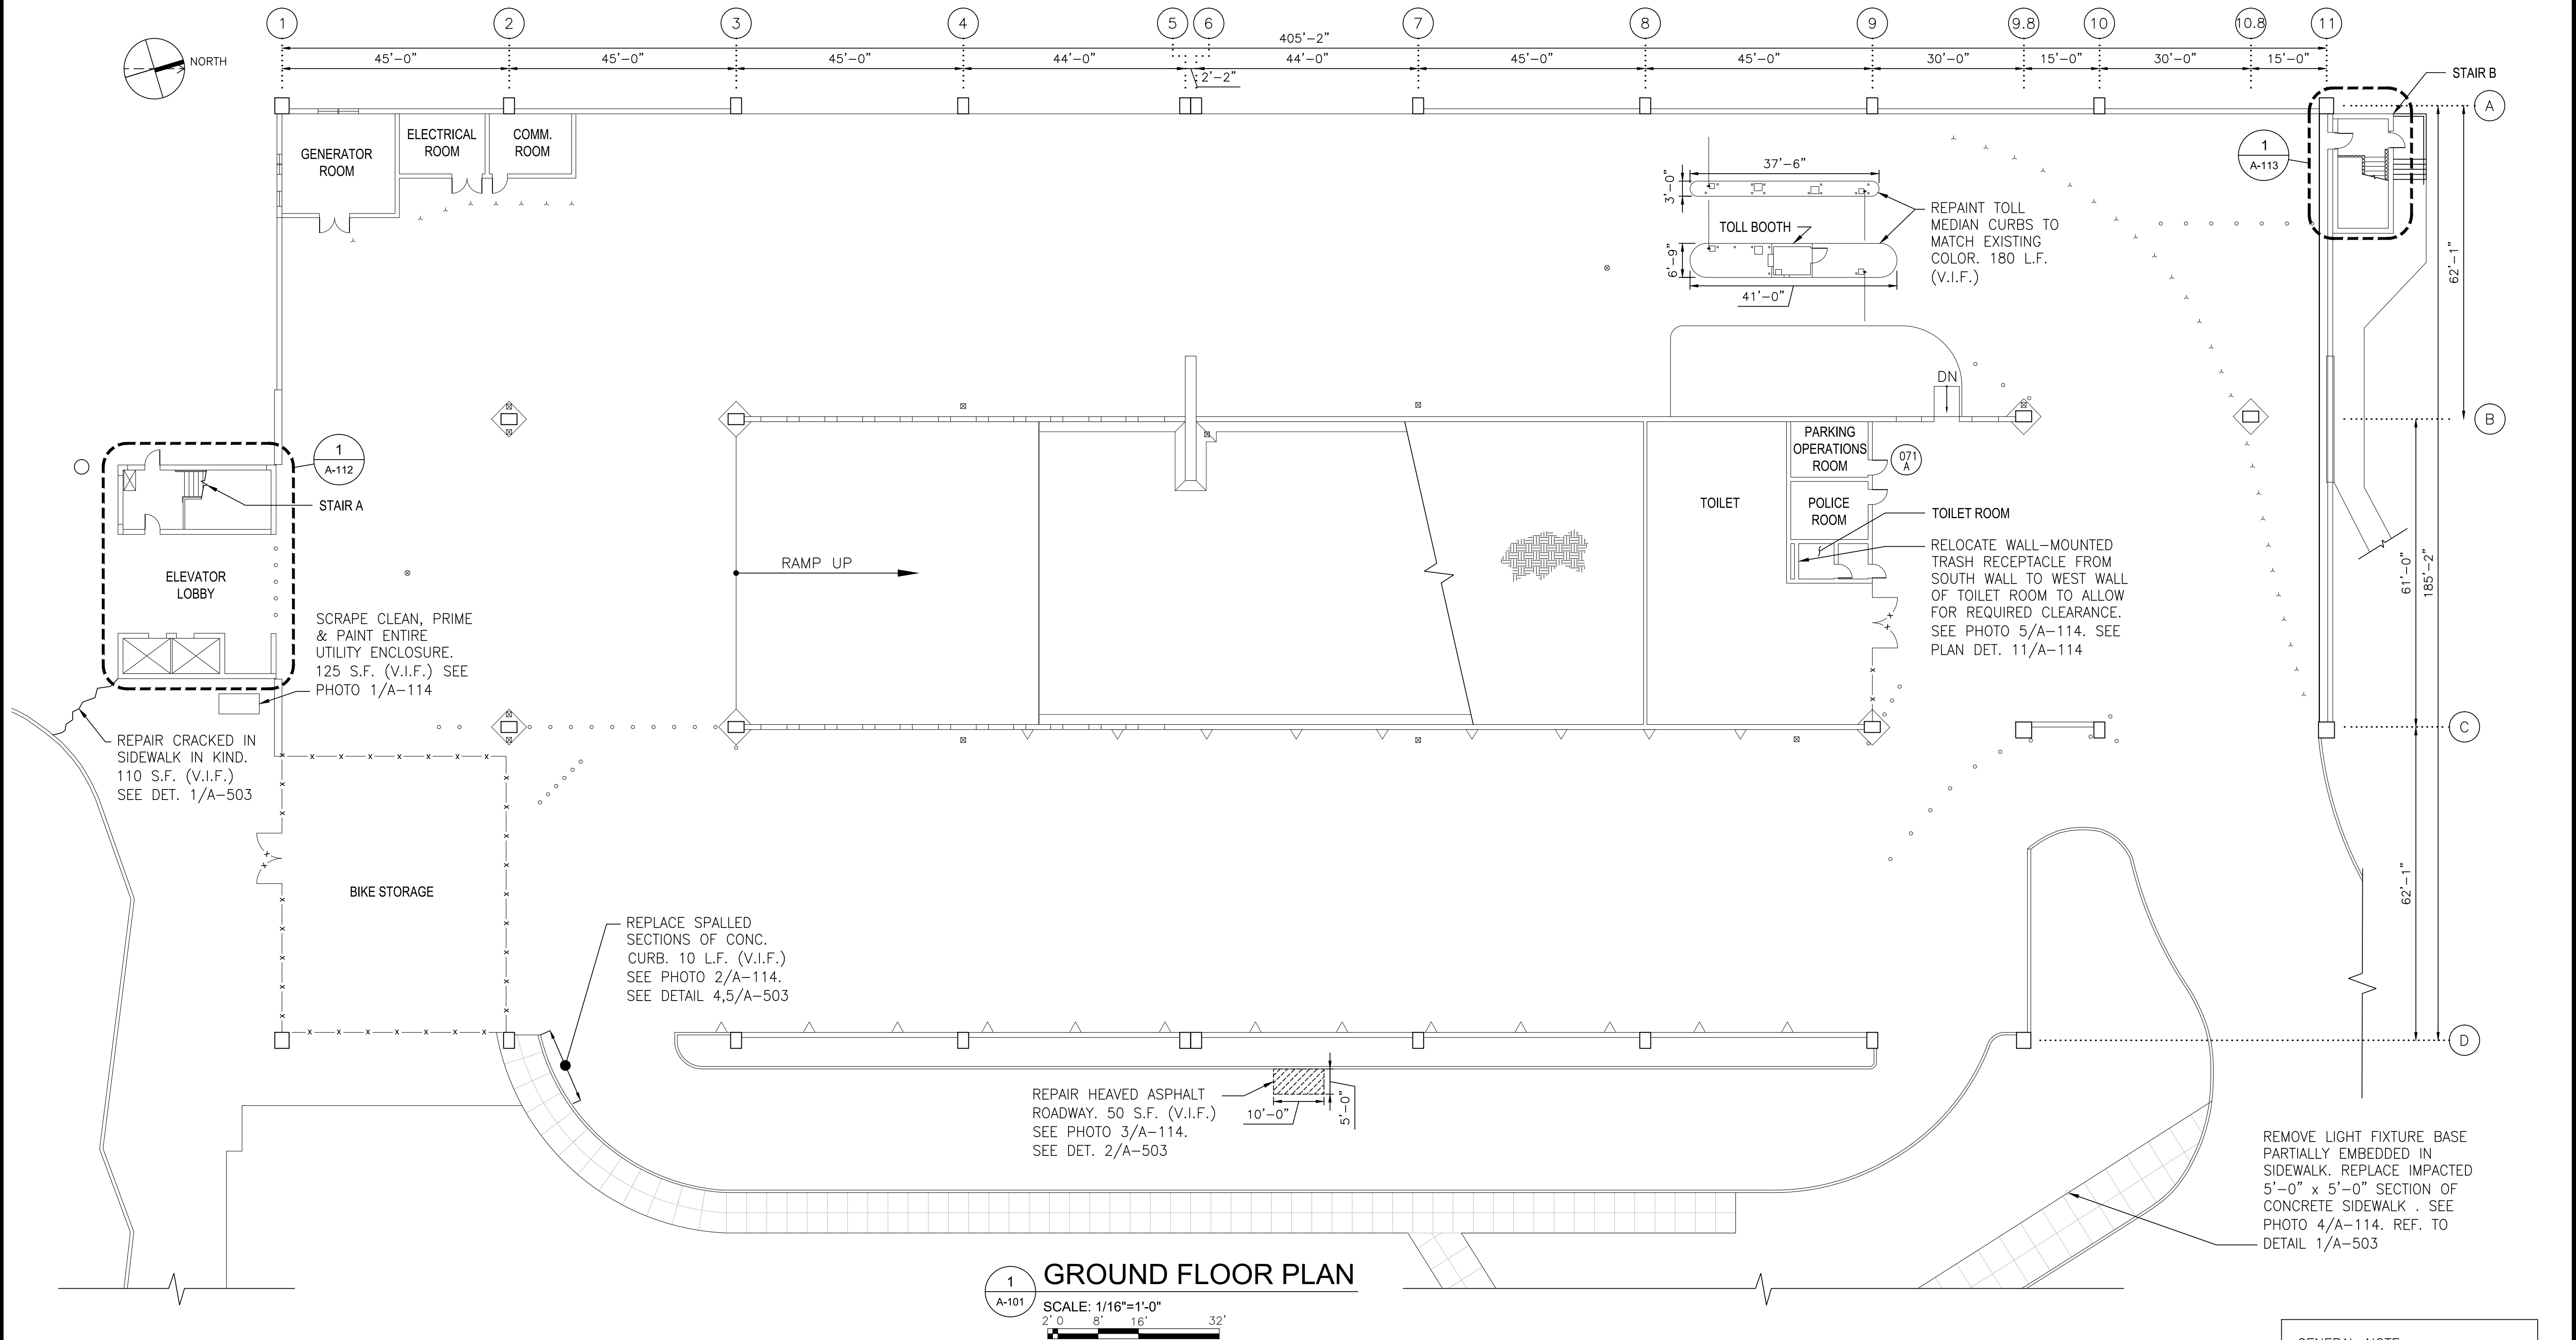 1 2 3 4 5 6 7 8 9 9.8 10 10.8 11
405'-2"
45'-0" 45'-0" 45'-0" 44'-0" 2'-2" 44'-0" 45'-0" 45'-0" 30'-0" 15'-0" 30'-0" 15'-0"
NORTH
STAIR B
A
GENERATOR
ROOM
ELECTRICAL
ROOM
COMM.
ROOM
37'-6"
3'-0"
TOLL BOOTH
6'-9"
41'-0"
REPAINT TOLL
MEDIAN CURBS TO
MATCH EXISTING
COLOR. 180 L.F.
(V.I.F.)
1
A-113
62'-1"
DN
B
1
A-112
STAIR A
ELEVATOR
LOBBY
RAMP UP
TOILET
PARKING
OPERATIONS
ROOM
071
A
POLICE
ROOM
TOILET ROOM
RELOCATE WALL-MOUNTED
TRASH RECEPTACLE FROM
SOUTH WALL TO WEST WALL
OF TOILET ROOM TO ALLOW
FOR REQUIRED CLEARANCE.
SEE PHOTO 5/A-114. SEE
PLAN DET. 11/A-114
61'-0"
185'-2"
SCRAPE CLEAN, PRIME
& PAINT ENTIRE
UTILITY ENCLOSURE.
125 S.F. (V.I.F.) SEE
PHOTO 1/A-114
REPAIR CRACKED IN
SIDEWALK IN KIND.
110 S.F. (V.I.F.)
SEE DET. 1/A-503
C
62'-1"
BIKE STORAGE
REPLACE SPALLED
SECTIONS OF CONC.
CURB. 10 L.F. (V.I.F.)
SEE PHOTO 2/A-114.
SEE DETAIL 4,5/A-503
D
REPAIR HEAVED ASPHALT
ROADWAY. 50 S.F. (V.I.F.)
SEE PHOTO 3/A-114.
SEE DET. 2/A-503
10'-0"
5'-0"
REMOVE LIGHT FIXTURE BASE
PARTIALLY EMBEDDED IN
SIDEWALK. REPLACE IMPACTED
5'-0" x 5'-0" SECTION OF
CONCRETE SIDEWALK . SEE
PHOTO 4/A-114. REF. TO
DETAIL 1/A-503
1
A-101
GROUND FLOOR PLAN
SCALE: 1/16"=1'-0"
2' 0 8' 16' 32'
GENERAL NOTE